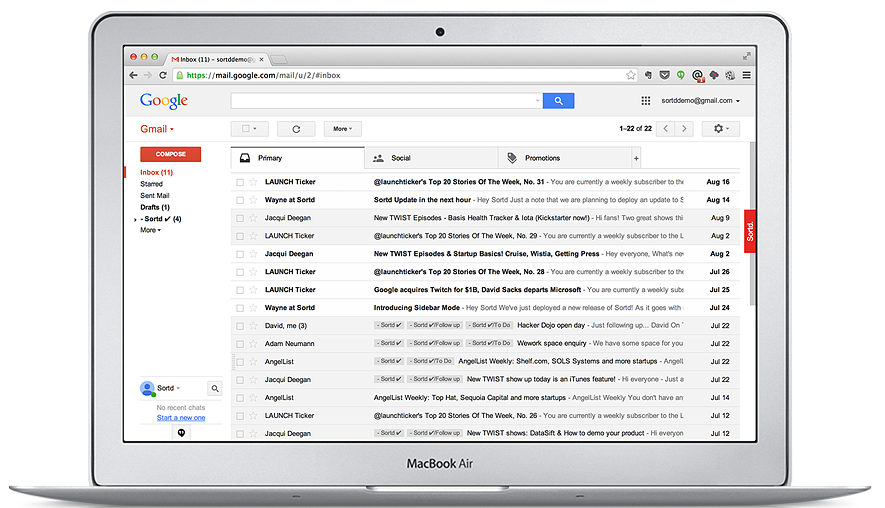 Inbox (11) - sortddemo@g
https://mail.google.com/mail/u/2/#inbox
Google
sortddemo@gmail.com
Gmail
More
1–22 of 22
COMPOSE
Primary
Social
Promotions
+
Inbox (11)
Starred
Sent Mail
Drafts (1)
- Sortd ✔ (4)
More
LAUNCH Ticker @launchticker's Top 20 Stories Of The Week, No. 31 - You are currently a weekly subscriber to the Aug 16
Wayne at Sortd Sortd Update in the next hour - Hey Sortd Just a note that we are planning to deploy an update to S Aug 14
Jacqui Deegan New TWIST Episodes - Basis Health Tracker & Iota (Kickstarter now!) - Hi fans! Two great shows thi Aug 9
LAUNCH Ticker @launchticker's Top 20 Stories Of The Week, No. 29 - You are currently a weekly subscriber to the L Aug 2
Jacqui Deegan New TWIST Episodes & Startup Basics! Cruise, Wistia, Getting Press - Hey everyone, What's nev Aug 2
LAUNCH Ticker @launchticker's Top 20 Stories Of The Week, No. 28 - You are currently a weekly subscriber to the Jul 26
LAUNCH Ticker Google acquires Twitch for $1B, David Sacks departs Microsoft - You are currently a weekly subs Jul 25
Wayne at Sortd Introducing Sidebar Mode - Hey Sortd We've just deployed a new release of Sortd! As it goes with Jul 24
David, me (3) - Sortd ✔ - Sortd ✔/Follow up - Sortd ✔/To Do Hacker Dojo open day - Just following up... David On Jul 22
Adam Neumann - Sortd ✔ - Sortd ✔/Follow up - Sortd ✔/To Do Wework space enquiry - We have some space for you Jul 22
AngelList - Sortd ✔ - Sortd ✔/To Do AngelList Weekly: Shelf.com, SOLS Systems and more startups - AngelLi Jul 22
Jacqui Deegan - Sortd ✔ - Sortd ✔/Follow up New TWIST show up today is an iTunes feature! - Hi everyone - Just a Jul 22
AngelList AngelList Weekly: Top Hat, Sequoia Capital and more startups - AngelList Weekly You don't have an Jul 14
LAUNCH Ticker @launchticker's Top 20 Stories Of The Week, No. 26 - You are currently a weekly subscriber to the L Jul 12
Jacqui Deegan - Sortd ✔ - Sortd ✔/Follow up New TWIST shows: DataSift & How to demo your product - Hi everyon Jul 12
Sortd.
Sortd
No recent chats
Start a new one
MacBook Air